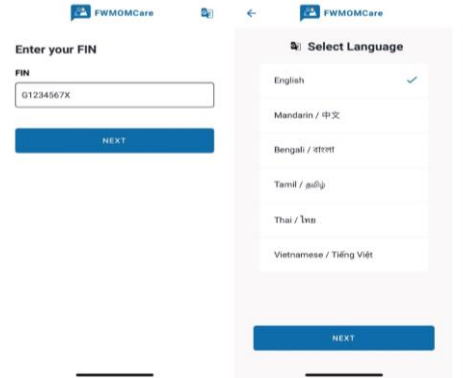 FWMOMCare
Enter your FIN
FIN
G1234567X
NEXT
FWMOMCare
Select Language
English
Mandarin / 中文
Bengali / বাংলা
Tamil / தமிழ்
Thai / ไทย
Vietnamese / Tiếng Việt
NEXT